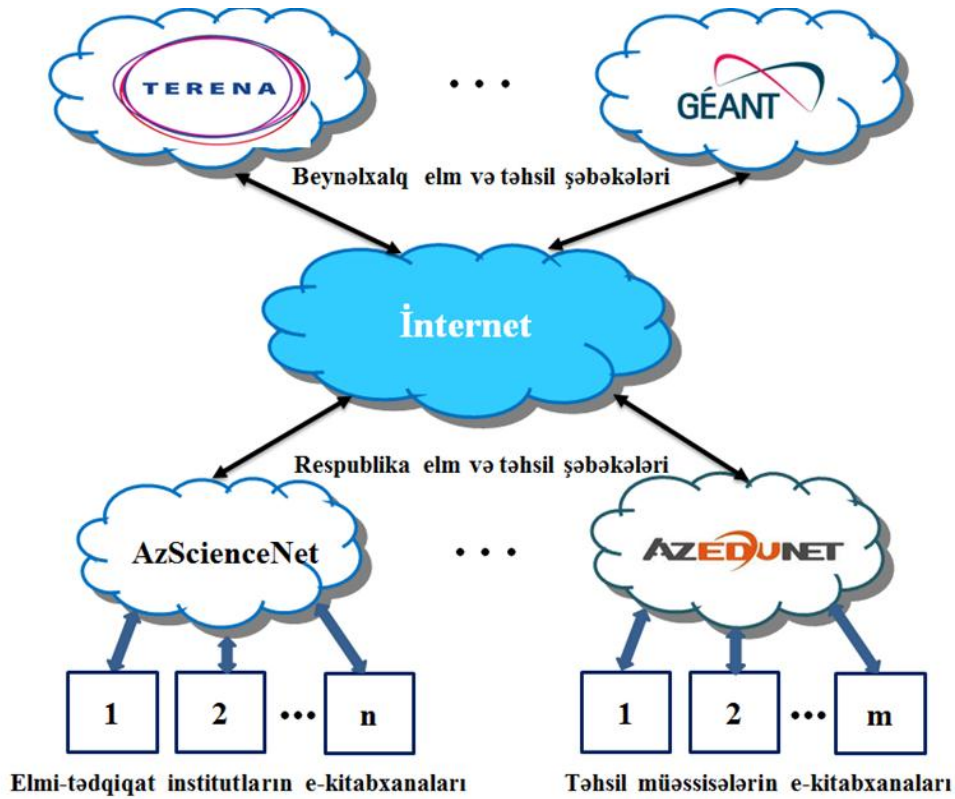 TERENA
GÉANT
Beynəlxalq elm və təhsil şəbəkələri
İnternet
Respublika elm və təhsil şəbəkələri
AzScienceNet
AZEDUNET
1 2 ••• n
1 2 ••• m
Elmi-tədqiqat institutların e-kitabxanaları
Təhsil müəssisələrin e-kitabxanaları